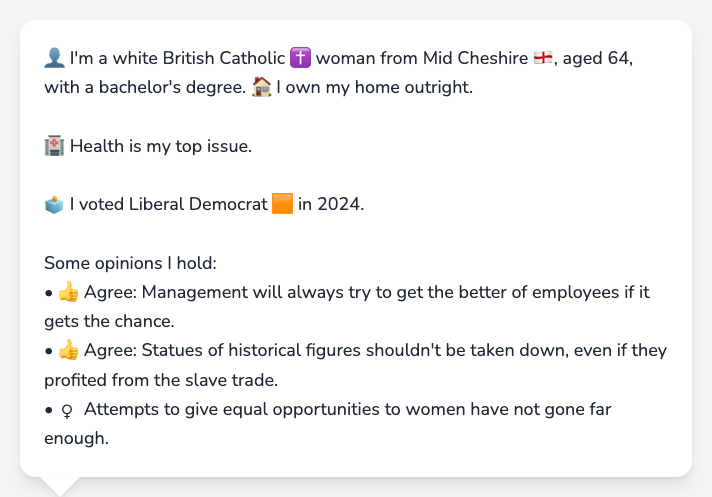 👤 I'm a white British Catholic ✝️ woman from Mid Cheshire 🏴󠁧󠁢󠁥󠁮󠁧󠁿, aged 64,
with a bachelor's degree. 🏠 I own my home outright.
🏥 Health is my top issue.
🗳️ I voted Liberal Democrat 🟧 in 2024.
Some opinions I hold:
• 👍 Agree: Management will always try to get the better of employees if it
gets the chance.
• 👍 Agree: Statues of historical figures shouldn't be taken down, even if they
profited from the slave trade.
• ♀ Attempts to give equal opportunities to women have not gone far
enough.